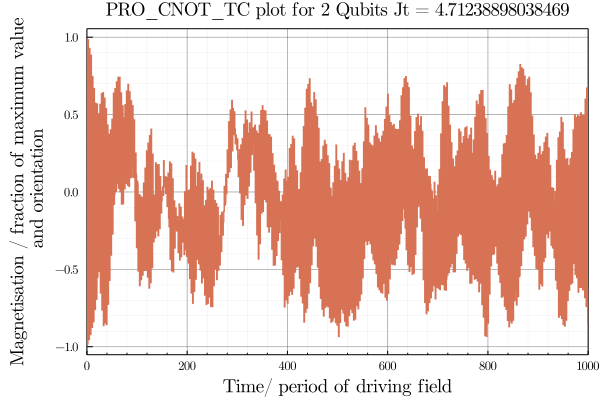 PRO_CNOT_TC plot for 2 Qubits Jt = 4.71238898038469
Magnetisation / fraction of maximum value
and orientation
1.0
0.5
0.0
−0.5
−1.0
0 200 400 600 800 1000
Time/ period of driving field